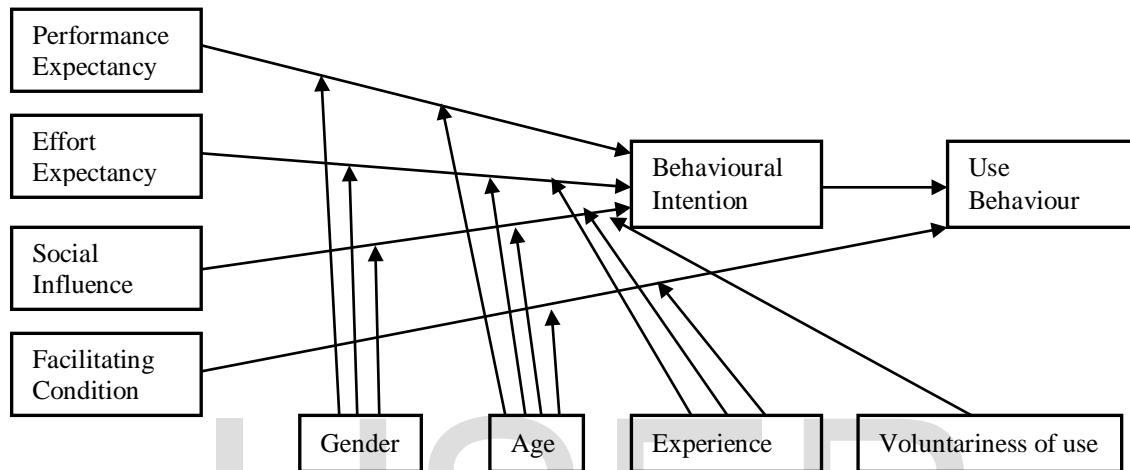 Performance
Expectancy
Effort
Expectancy
Behavioural
Intention
Use
Behaviour
Social
Influence
Facilitating
Condition
Gender
Age
Experience
Voluntariness of use